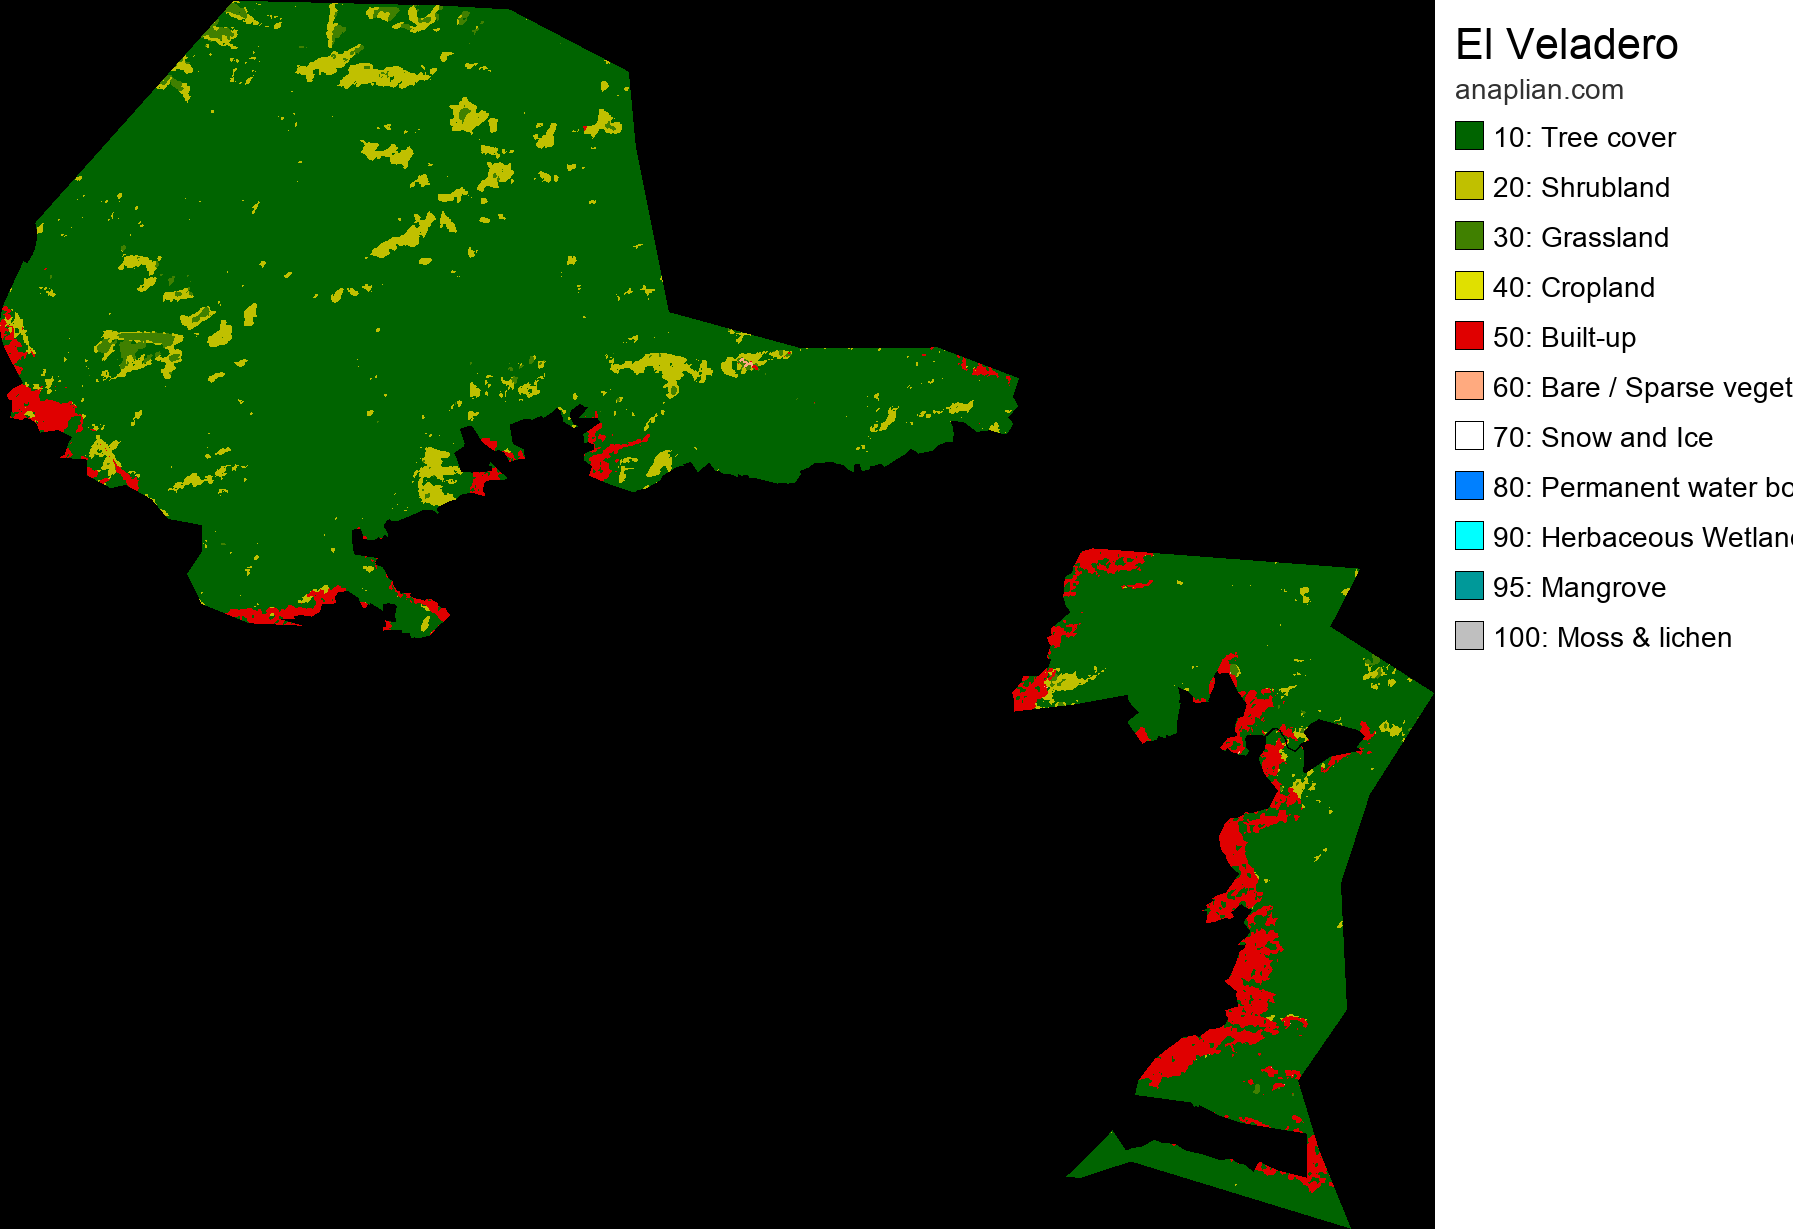 El Veladero
anaplian.com
10: Tree cover
20: Shrubland
30: Grassland
40: Cropland
50: Built-up
60: Bare / Sparse veget
70: Snow and Ice
80: Permanent water bo
90: Herbaceous Wetlan
95: Mangrove
100: Moss & lichen